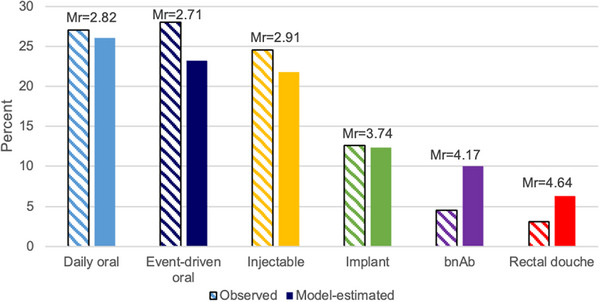 30
25
20
15
10
5
0
Percent
Mr=2.82
Mr=2.71
Mr=2.91
Mr=3.74
Mr=4.17
Mr=4.64
Daily oral
Event-driven
oral
Injectable
Implant
bnAb
Rectal douche
Observed
Model-estimated